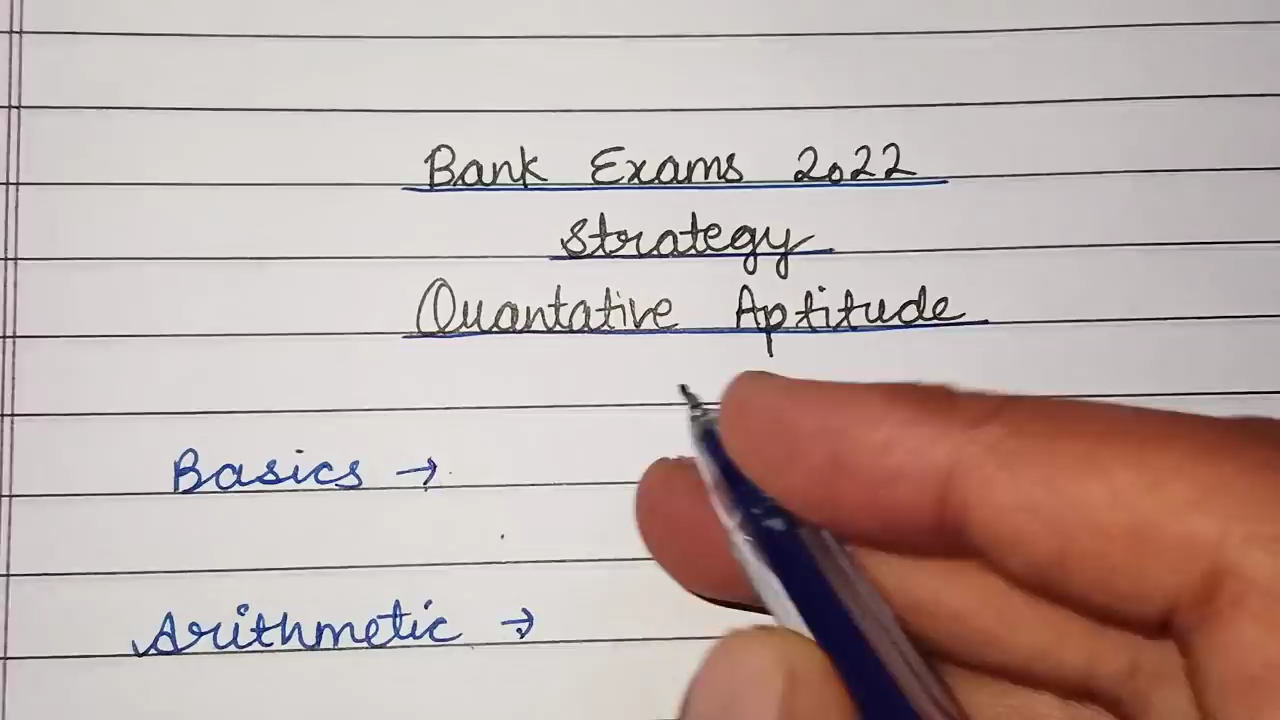 Bank Exams 2022
Strategy
Quantative Aptitude
Basics →
Arithmetic →